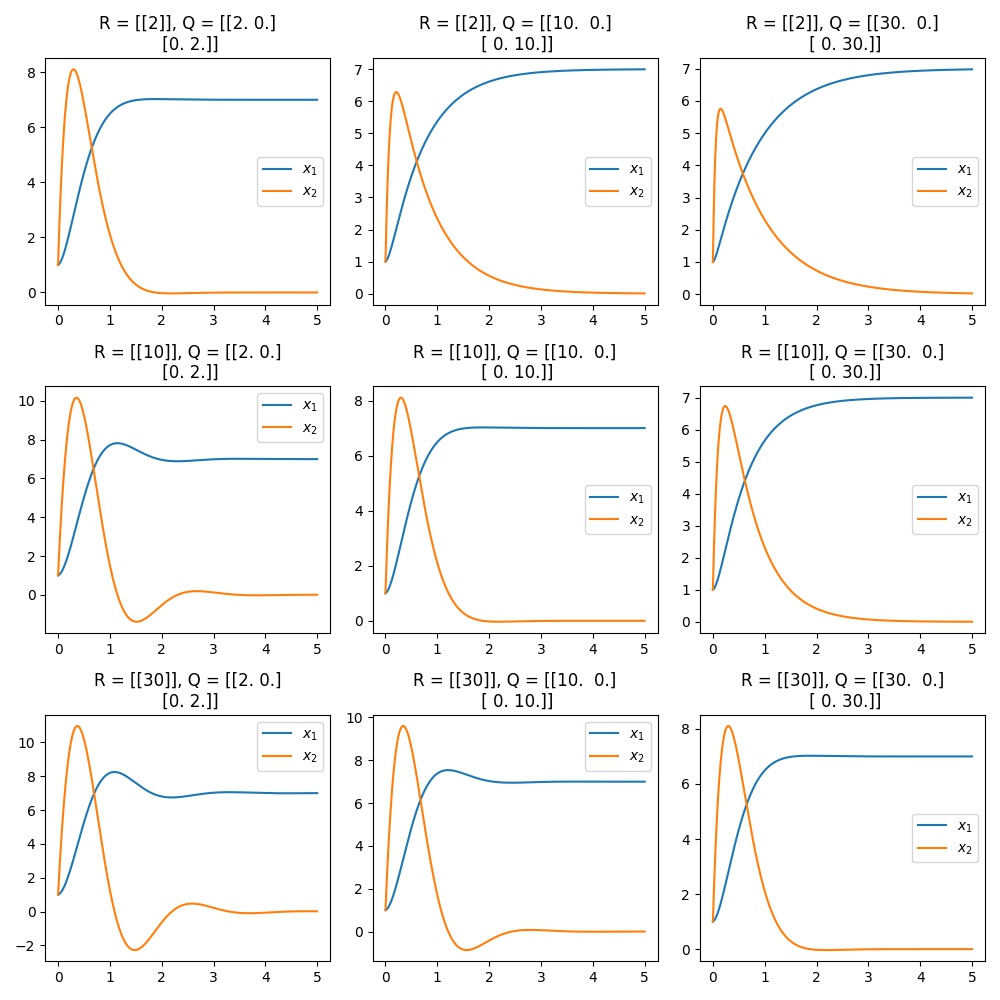 R = [[2]], Q = [[2. 0.]
[0. 2.]]
8
6
4
2
0
x₁
x₂
0 1 2 3 4 5
R = [[2]], Q = [[10.  0.]
[ 0. 10.]]
7
6
5
4
3
2
1
0
x₁
x₂
0 1 2 3 4 5
R = [[2]], Q = [[30.  0.]
[ 0. 30.]]
7
6
5
4
3
2
1
0
x₁
x₂
0 1 2 3 4 5
R = [[10]], Q = [[2. 0.]
[0. 2.]]
10
8
6
4
2
0
x₁
x₂
0 1 2 3 4 5
R = [[10]], Q = [[10.  0.]
[ 0. 10.]]
8
6
4
2
0
x₁
x₂
0 1 2 3 4 5
R = [[10]], Q = [[30.  0.]
[ 0. 30.]]
7
6
5
4
3
2
1
0
x₁
x₂
0 1 2 3 4 5
R = [[30]], Q = [[2. 0.]
[0. 2.]]
10
8
6
4
2
0
−2
x₁
x₂
0 1 2 3 4 5
R = [[30]], Q = [[10.  0.]
[ 0. 10.]]
10
8
6
4
2
0
x₁
x₂
0 1 2 3 4 5
R = [[30]], Q = [[30.  0.]
[ 0. 30.]]
8
6
4
2
0
x₁
x₂
0 1 2 3 4 5